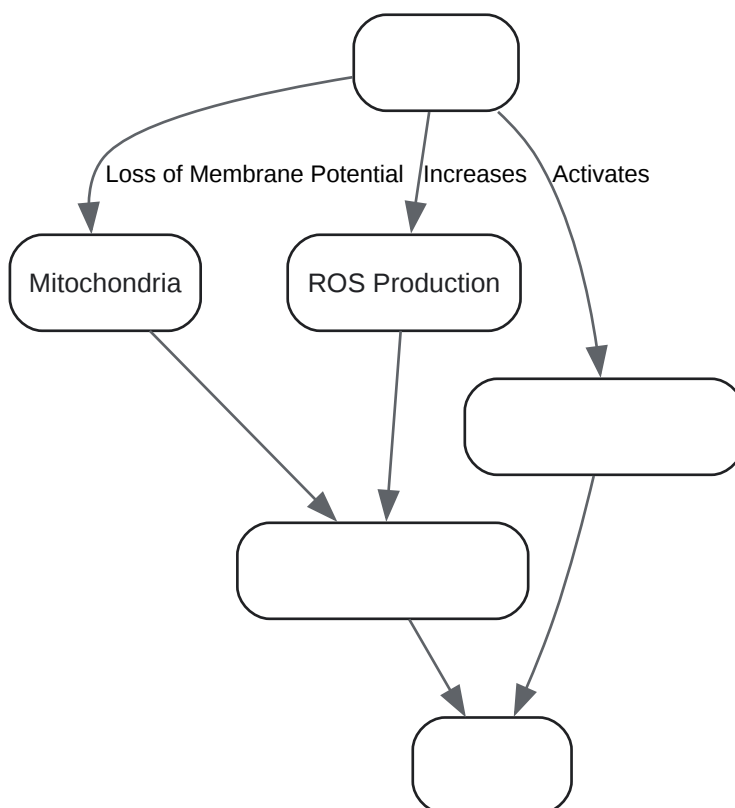 Loss of Membrane Potential
Increases
Activates
Mitochondria
ROS Production